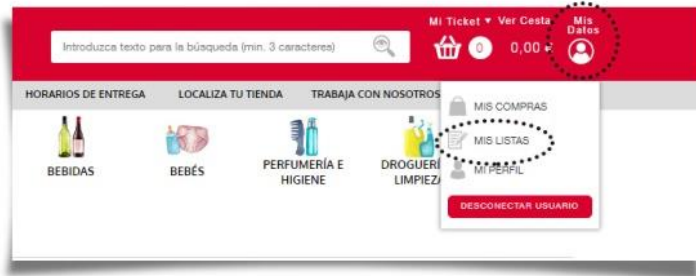 Mi Ticket ▾ Ver Cesta
Mis
Datos
Introduzca texto para la búsqueda (min. 3 caracteres)
0
0,00 €
HORARIOS DE ENTREGA LOCALIZA TU TIENDA TRABAJA CON NOSOTROS
MIS COMPRAS
MIS LISTAS
MI PERFIL
DESCONECTAR USUARIO
BEBIDAS
BEBÉS
PERFUMERÍA E
HIGIENE
DROGUERÍ
LIMPIEZ